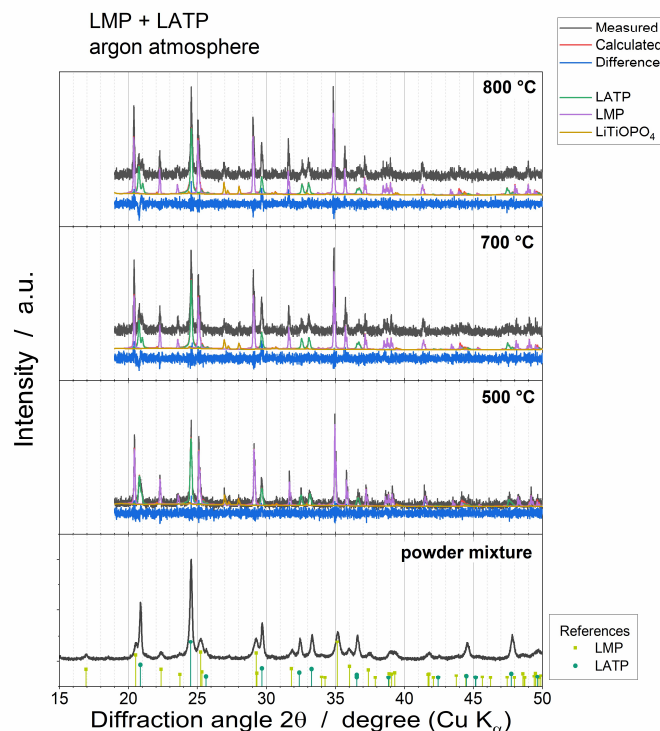 LMP + LATP
argon atmosphere
Measured
Calculated
Difference
LATP
LMP
LiTiOPO₄
800 °C
700 °C
500 °C
powder mixture
Intensity / a.u.
References
LMP
LATP
15 20 25 30 35 40 45 50
Diffraction angle 2θ / degree (Cu Kα)